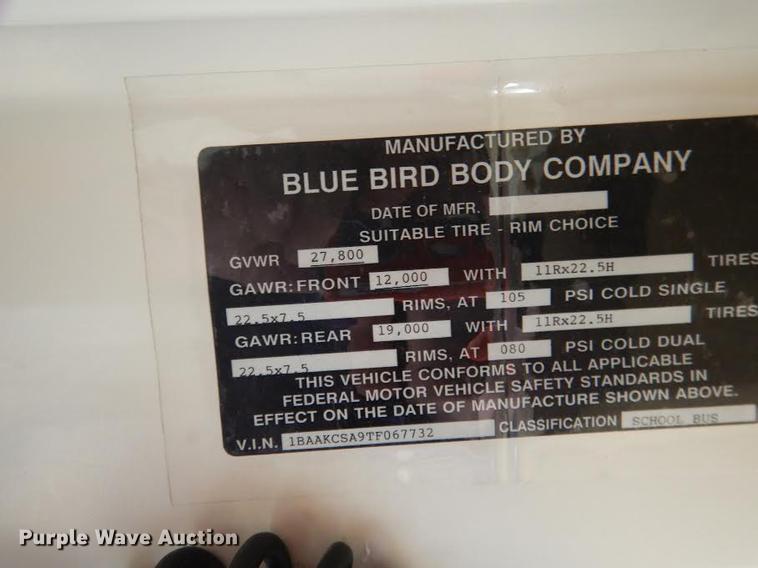 MANUFACTURED BY
BLUE BIRD BODY COMPANY
DATE OF MFR.
SUITABLE TIRE - RIM CHOICE
GVWR 27,800
GAWR: FRONT 12,000 WITH 11Rx22.5H TIRES
22.5x7.5 RIMS, AT 105 PSI COLD SINGLE
GAWR: REAR 19,000 WITH 11Rx22.5H TIRES
22.5x7.5 RIMS, AT 080 PSI COLD DUAL
THIS VEHICLE CONFORMS TO ALL APPLICABLE
FEDERAL MOTOR VEHICLE SAFETY STANDARDS IN
EFFECT ON THE DATE OF MANUFACTURE SHOWN ABOVE.
V.I.N. 1BAAKCSA9TF067732 CLASSIFICATION SCHOOL BUS
Purple Wave Auction